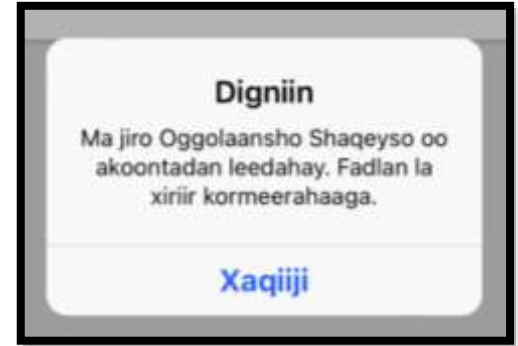 Digniin
Ma jiro Oggolaansho Shaqeyso oo
akoontadan leedahay. Fadlan la
xiriir kormeerahaaga.
Xaqiiji